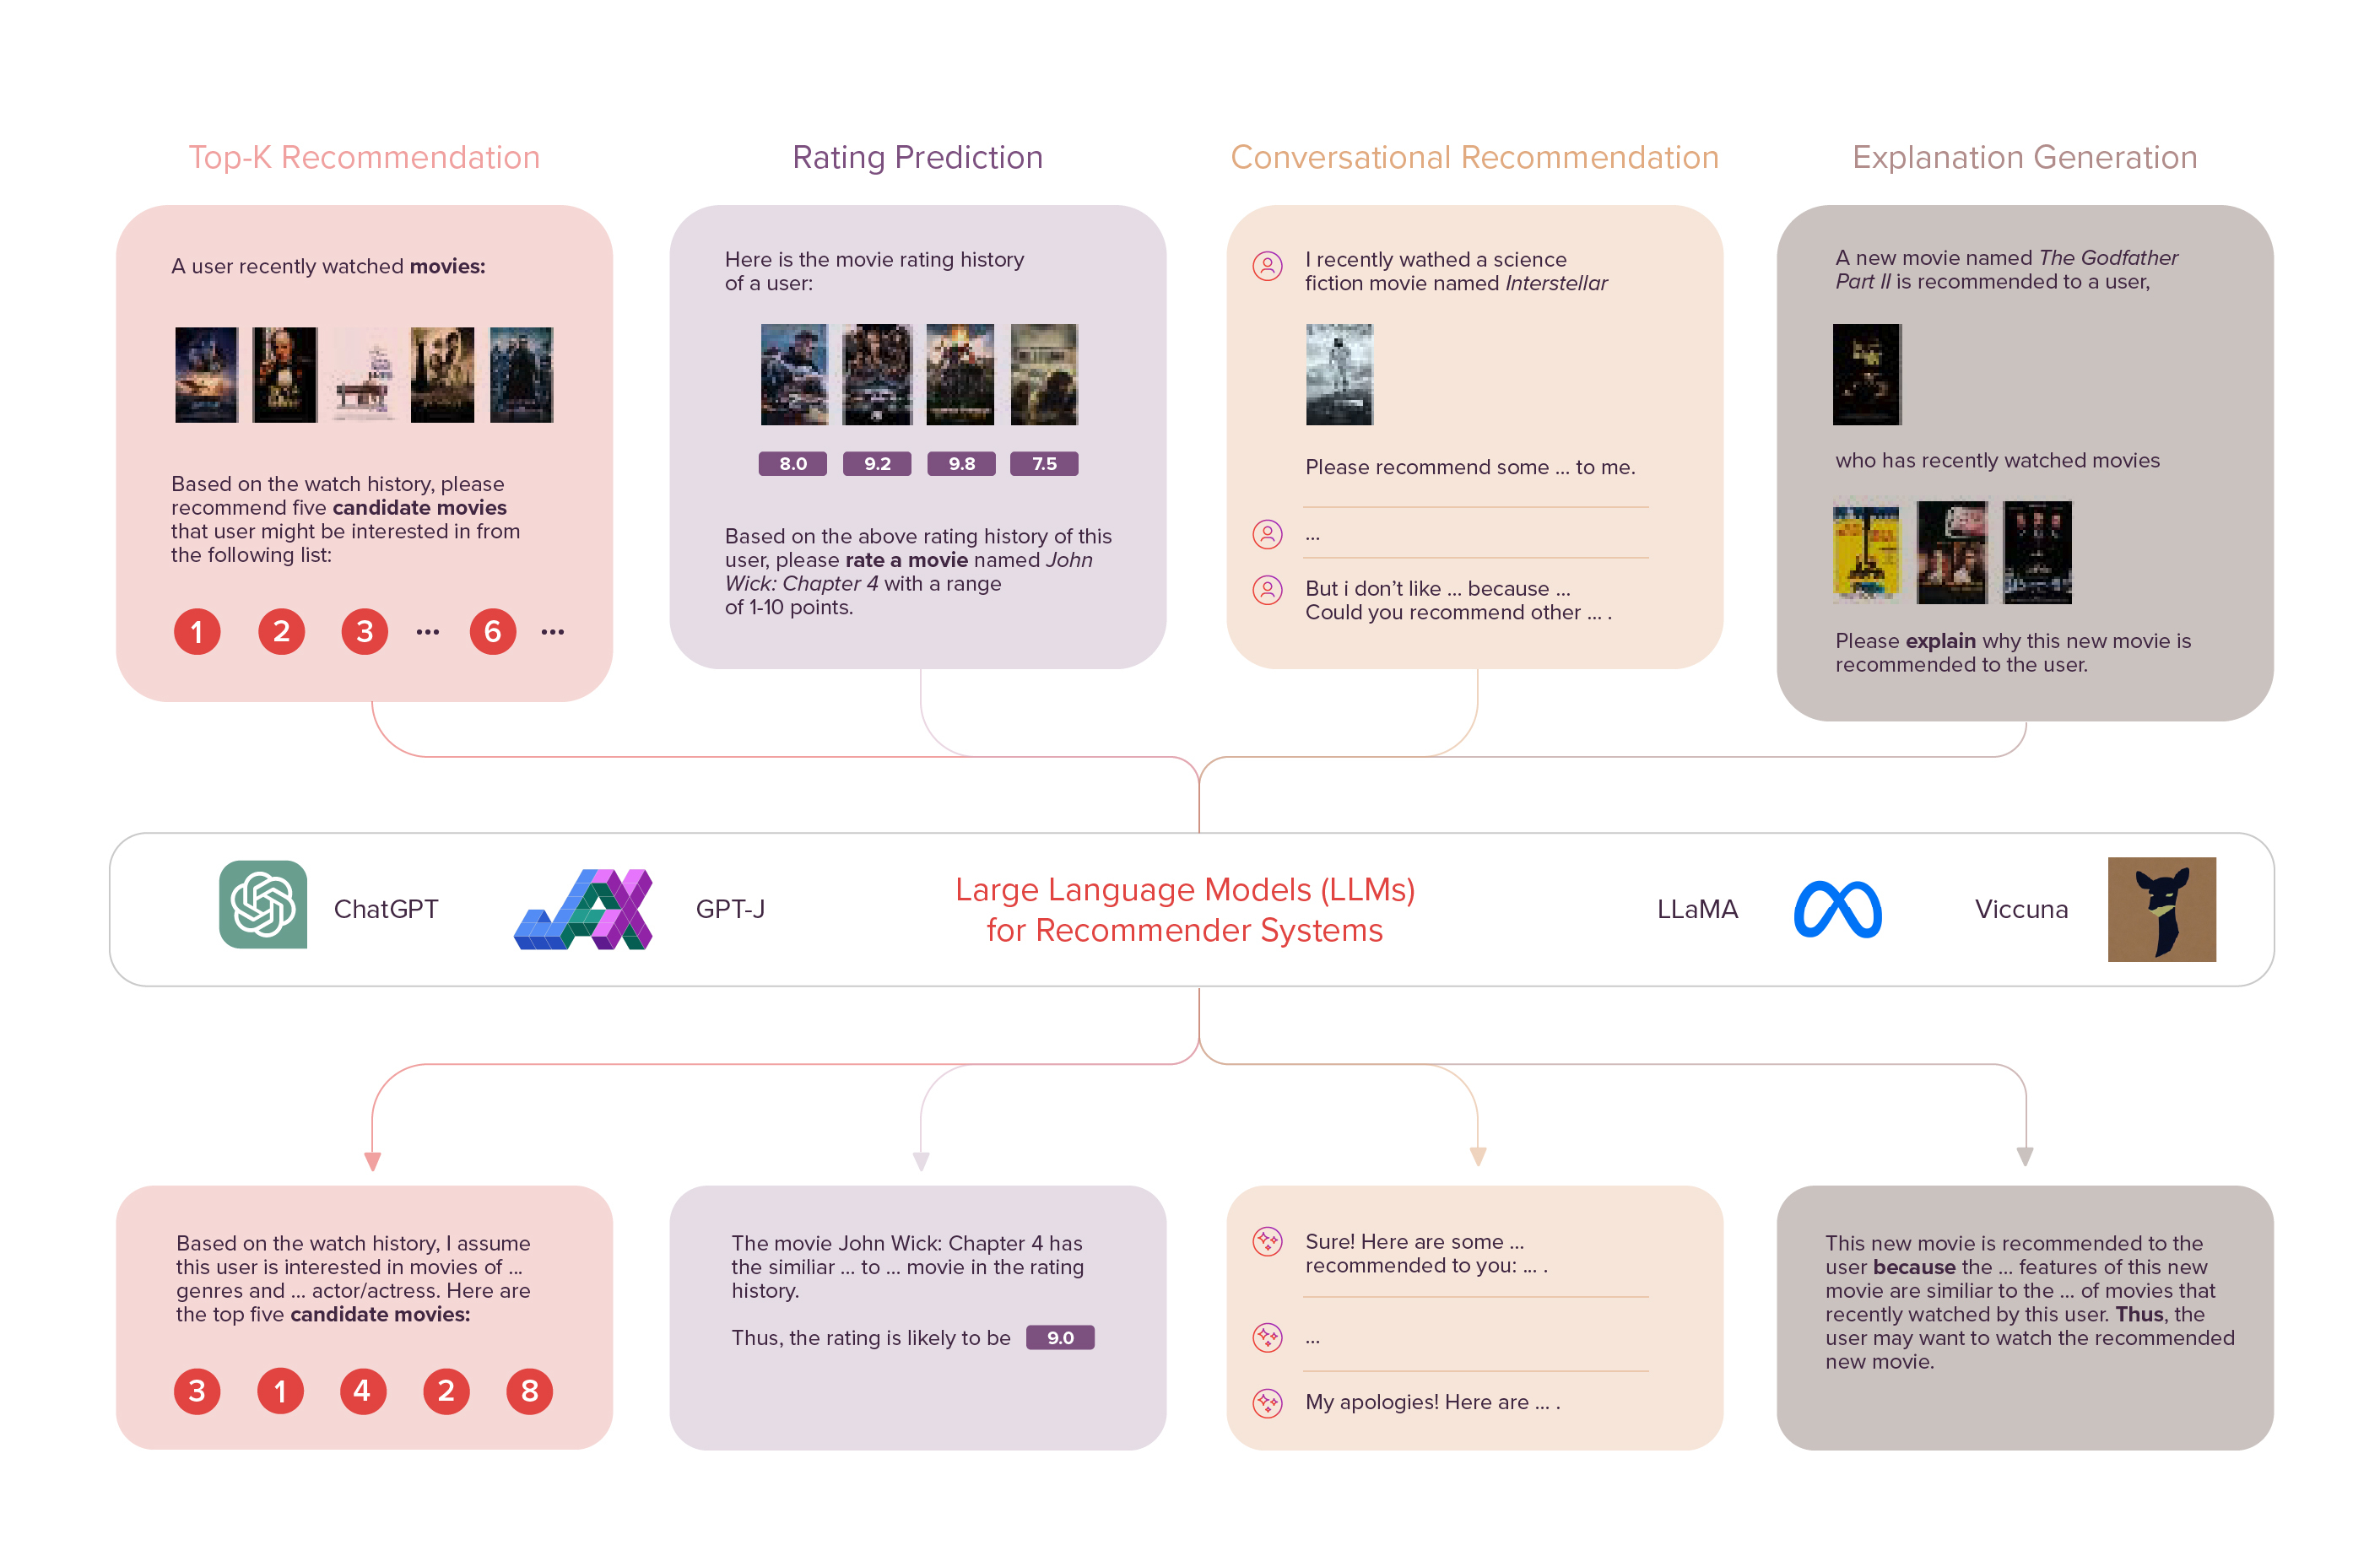 Top-K Recommendation
A user recently watched movies:
Based on the watch history, please
recommend five candidate movies
that user might be interested in from
the following list:
1 2 3 ... 6 ...
Rating Prediction
Here is the movie rating history
of a user:
8.0 9.2 9.8 7.5
Based on the above rating history of this
user, please rate a movie named John
Wick: Chapter 4 with a range
of 1-10 points.
Conversational Recommendation
I recently wathed a science
fiction movie named Interstellar
Please recommend some ... to me.
...
But i don’t like ... because ...
Could you recommend other ... .
Explanation Generation
A new movie named The Godfather
Part II is recommended to a user,
who has recently watched movies
Please explain why this new movie is
recommended to the user.
ChatGPT
GPT-J
Large Language Models (LLMs)
for Recommender Systems
LLaMA
Viccuna
Based on the watch history, I assume
this user is interested in movies of ...
genres and ... actor/actress. Here are
the top five candidate movies:
3 1 4 2 8
The movie John Wick: Chapter 4 has
the similiar ... to ... movie in the rating
history.
Thus, the rating is likely to be 9.0
Sure! Here are some ...
recommended to you: ... .
...
My apologies! Here are ... .
This new movie is recommended to the
user because the ... features of this new
movie are similiar to the ... of movies that
recently watched by this user. Thus, the
user may want to watch the recommended
new movie.